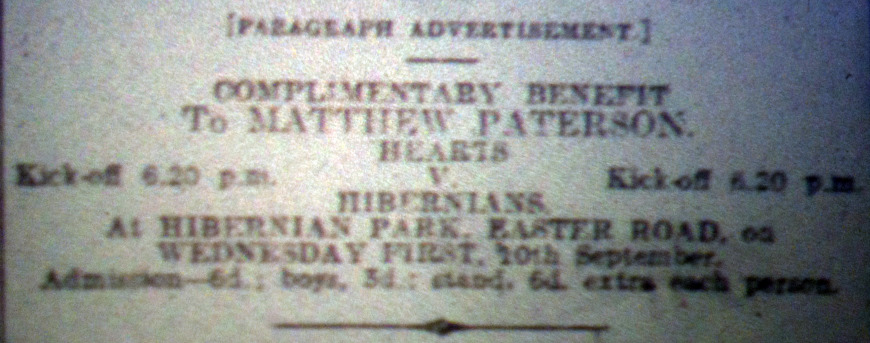 [PARAGRAPH ADVERTISEMENT.]
COMPLIMENTARY BENEFIT
To MATTHEW PATERSON.
HEARTS
Kick-off 6.20 p.m. V. Kick-off 6.20 p.m.
HIBERNIANS.
At HIBERNIAN PARK, EASTER ROAD, on
WEDNESDAY FIRST, 10th September.
Admission—6d.; boys, 3d.; stand, 6d. extra each person.